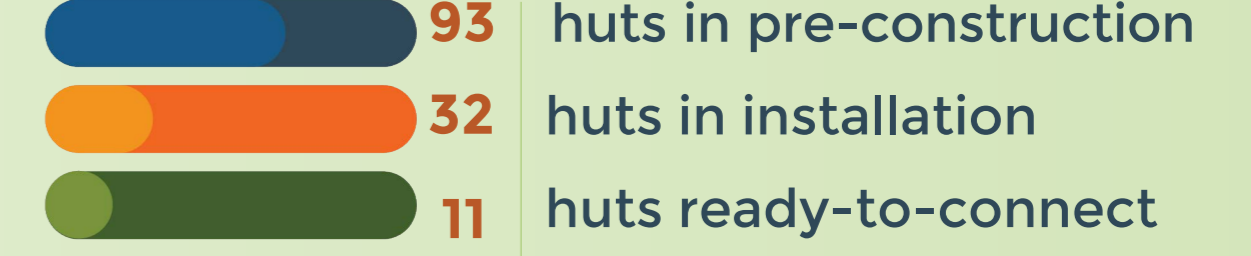 93 huts in pre-construction
32 huts in installation
11 huts ready-to-connect